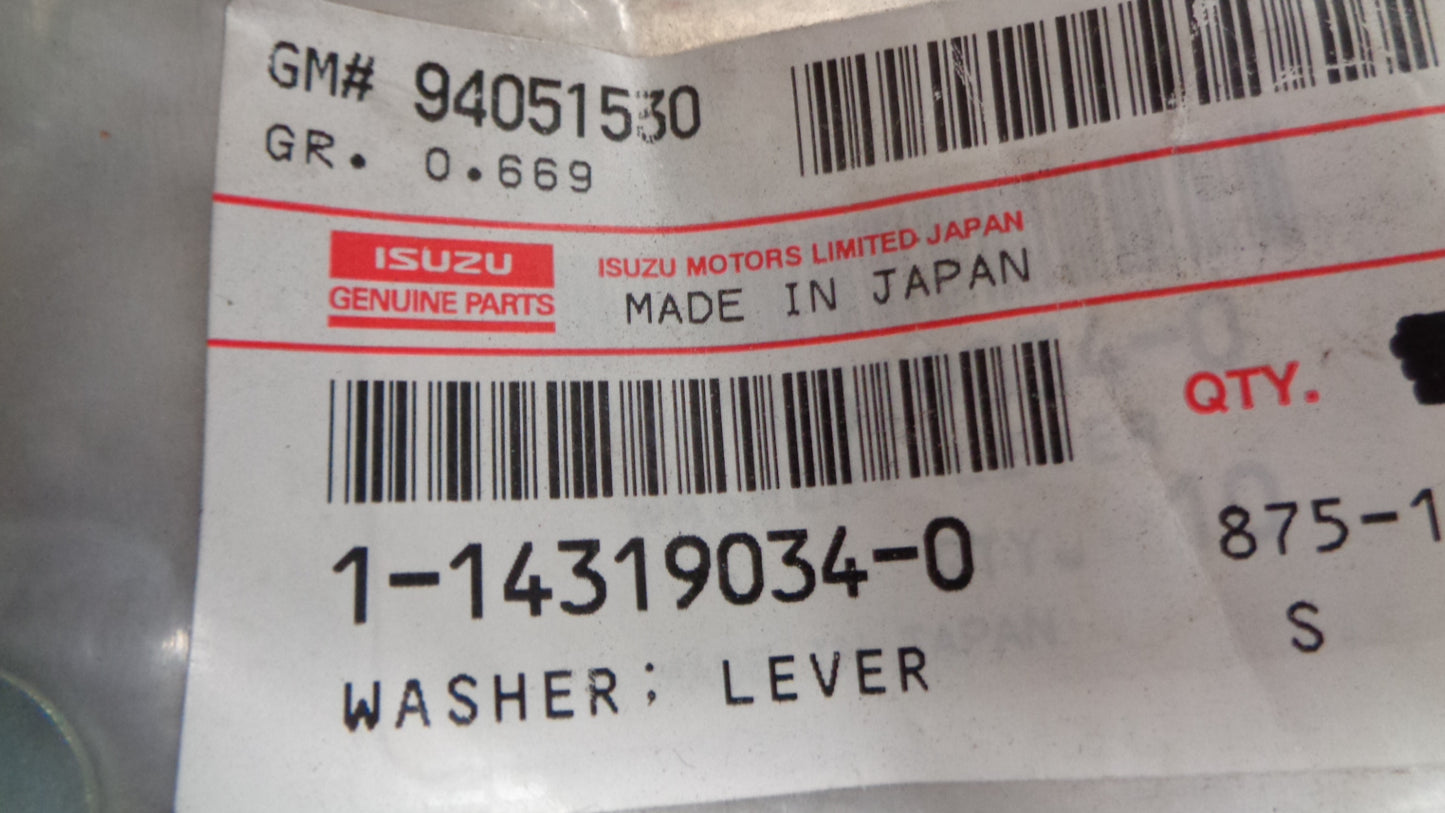 GM# 94051530
GR. 0.669
ISUZU
GENUINE PARTS
ISUZU MOTORS LIMITED JAPAN
MADE IN JAPAN
QTY.
1-14319034-0
875-1
WASHER; LEVER
S